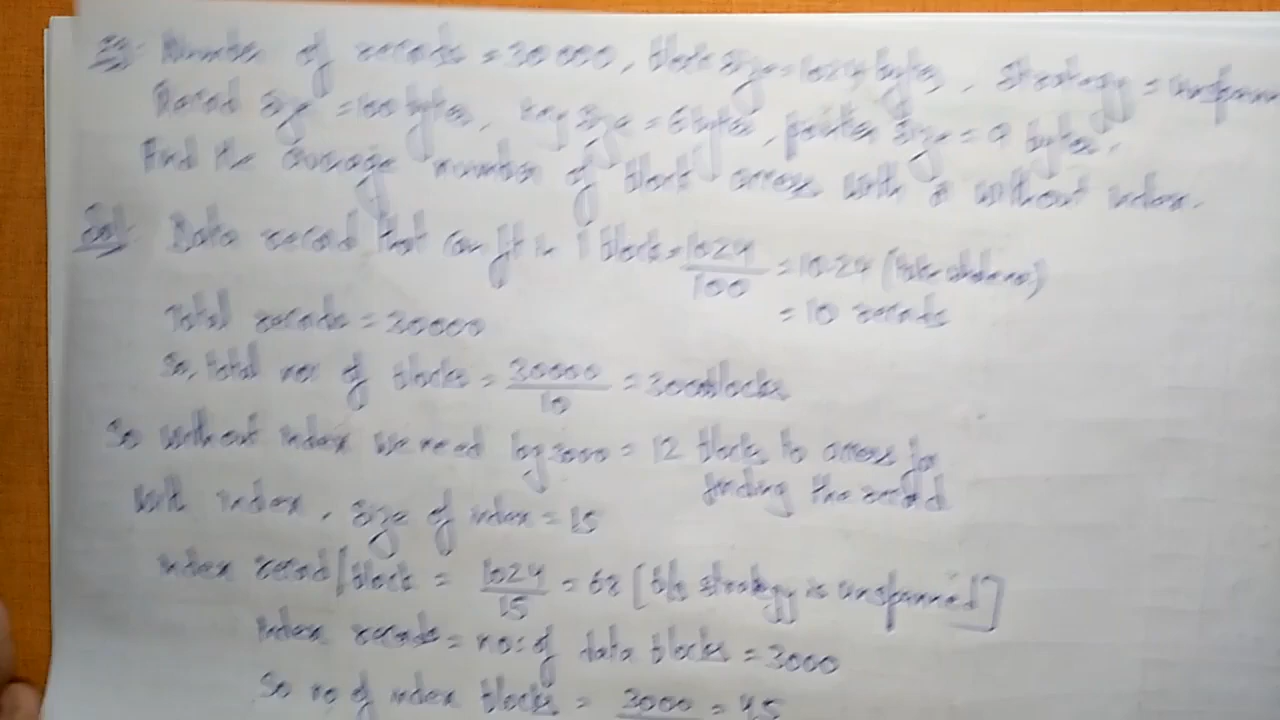 Eg: Number of records = 30000, block size = 1024 bytes, strategy = unspann
Record size = 100 bytes, key size = 6 bytes, pointer size = 9 bytes.
Find the average number of block access with & without index.
Sol: Data record that can fit in 1 block = 1024/100 = 10.24 (
= 10 records
Total records = 30000
So, total no: of blocks = 30000/10 = 3000 blocks
So without index we need log 3000 = 12 blocks to access for
finding the record
With index, size of index = 15
index record/block = 1024/15 = 68 [b/c strategy is unspanned]
Index records = no: of data blocks = 3000
So no of index blocks = 3000 = 45